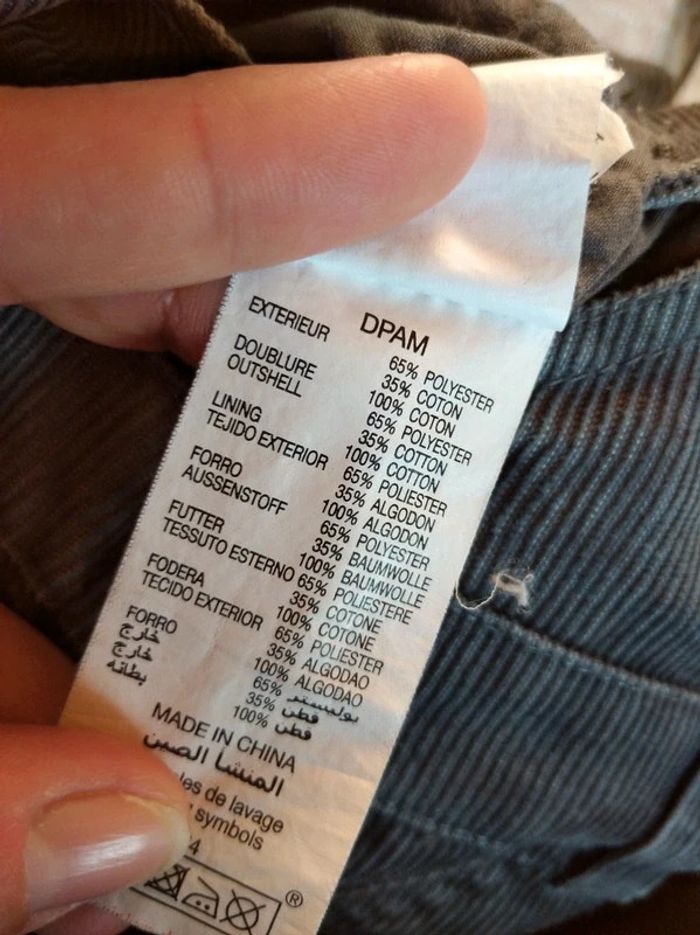 DPAM
EXTERIEUR 65% POLYESTER
35% COTON
DOUBLURE 100% COTON
OUTSHELL 65% POLYESTER
35% COTTON
LINING 100% COTTON
TEJIDO EXTERIOR 65% POLIESTER
35% ALGODON
FORRO 100% ALGODON
AUSSENSTOFF 65% POLYESTER
35% BAUMWOLLE
FUTTER 100% BAUMWOLLE
TESSUTO ESTERNO 65% POLIESTERE
35% COTONE
FODERA 100% COTONE
TECIDO EXTERIOR 65% POLIESTER
35% ALGODAO
FORRO 100% ALGODAO
خارج 65% بوليستر
خارج 35% قطن
بطانه 100% قطن
MADE IN CHINA
المنشا الصين
de lavage
symbols
4
®